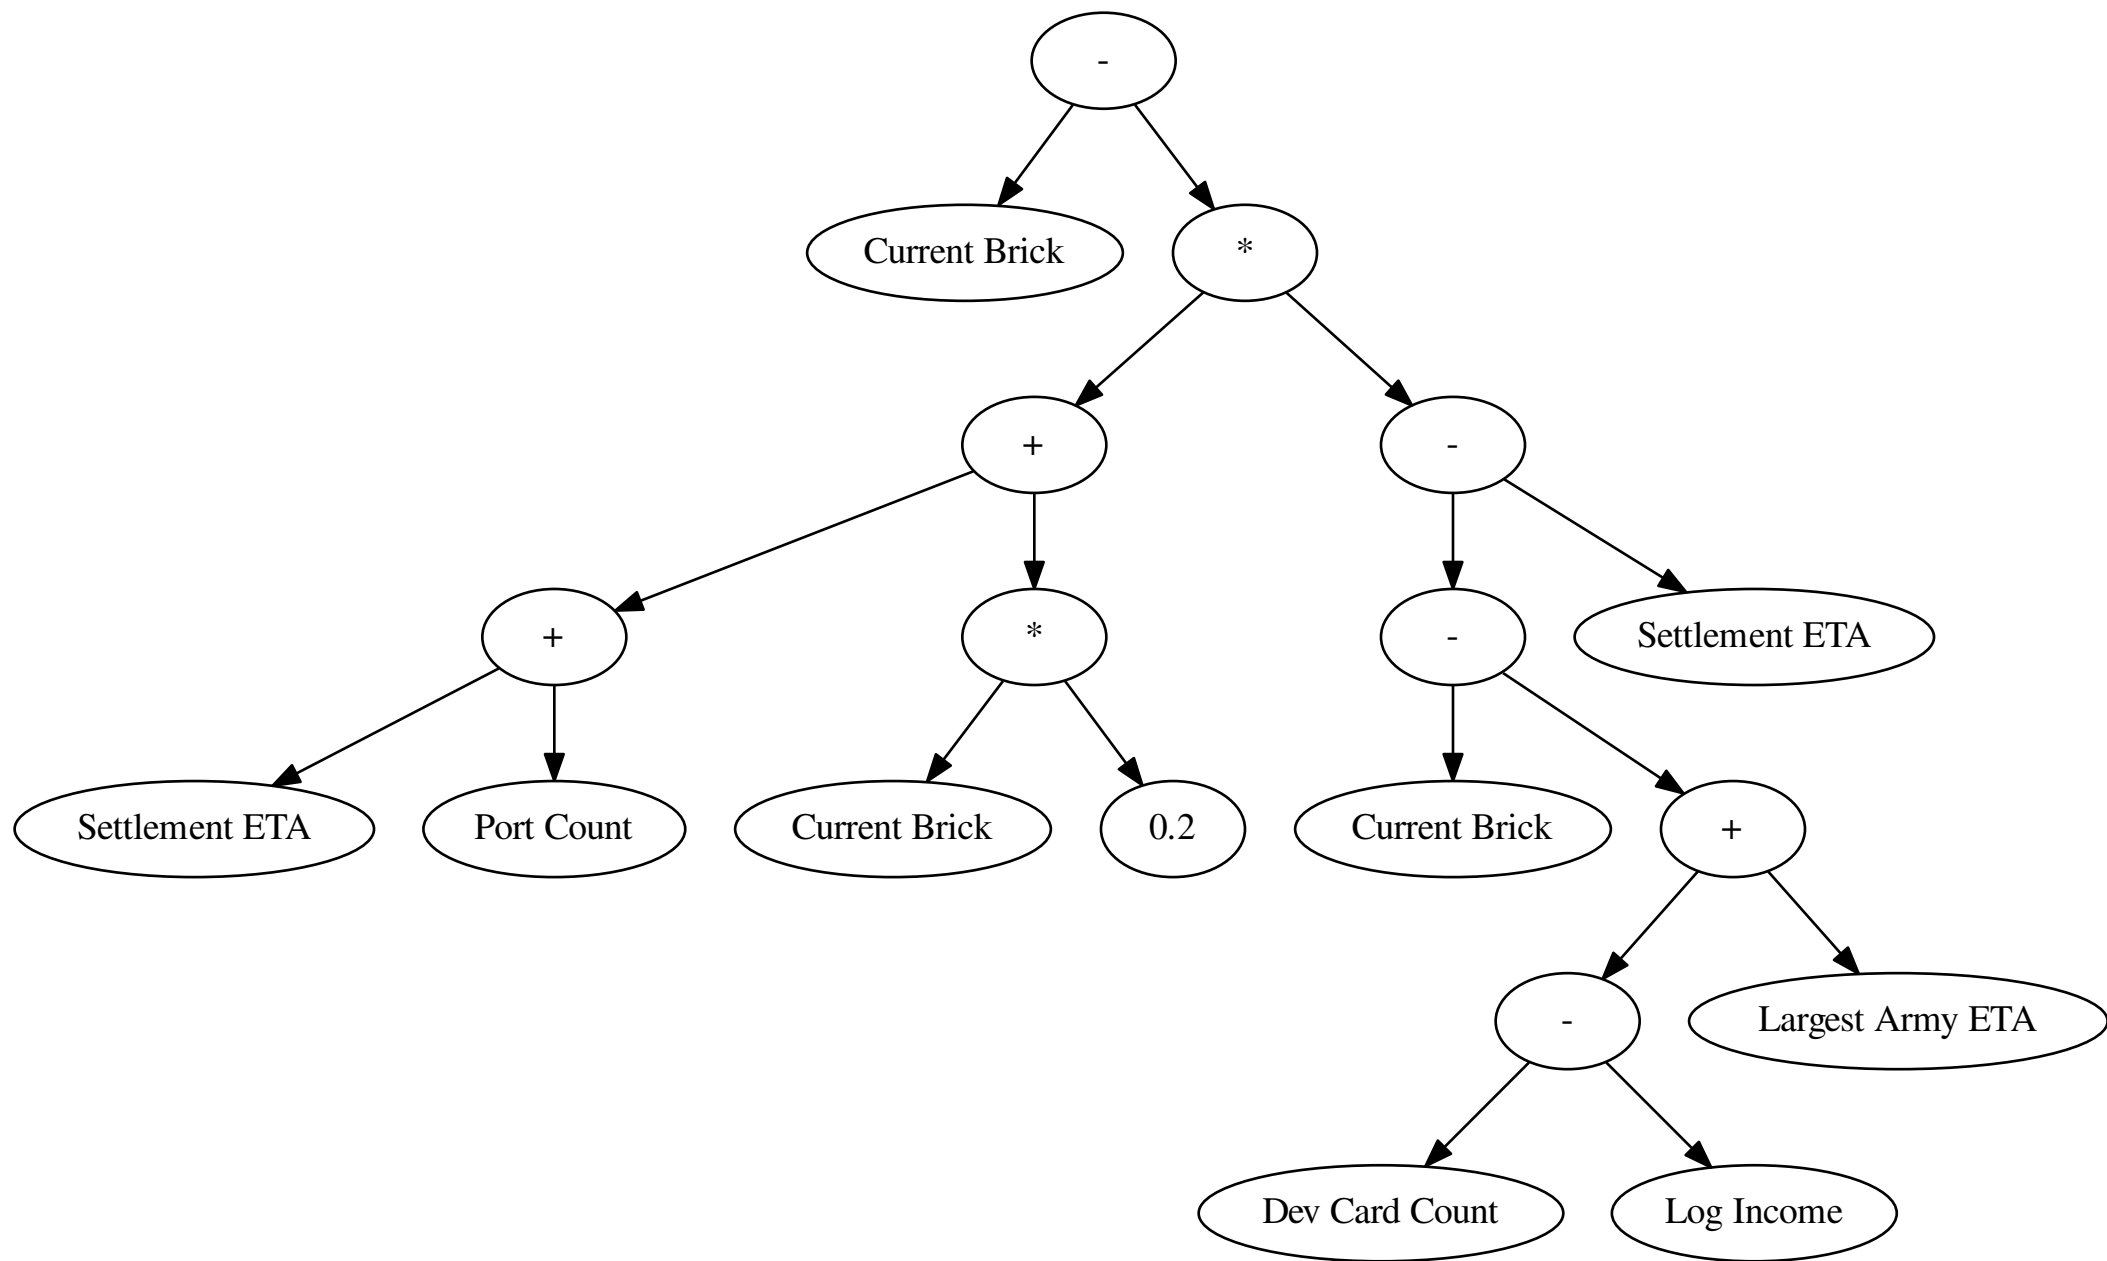 -
Current Brick
*
+
-
+
*
-
Settlement ETA
Settlement ETA
Port Count
Current Brick
0.2
Current Brick
+
-
Largest Army ETA
Dev Card Count
Log Income